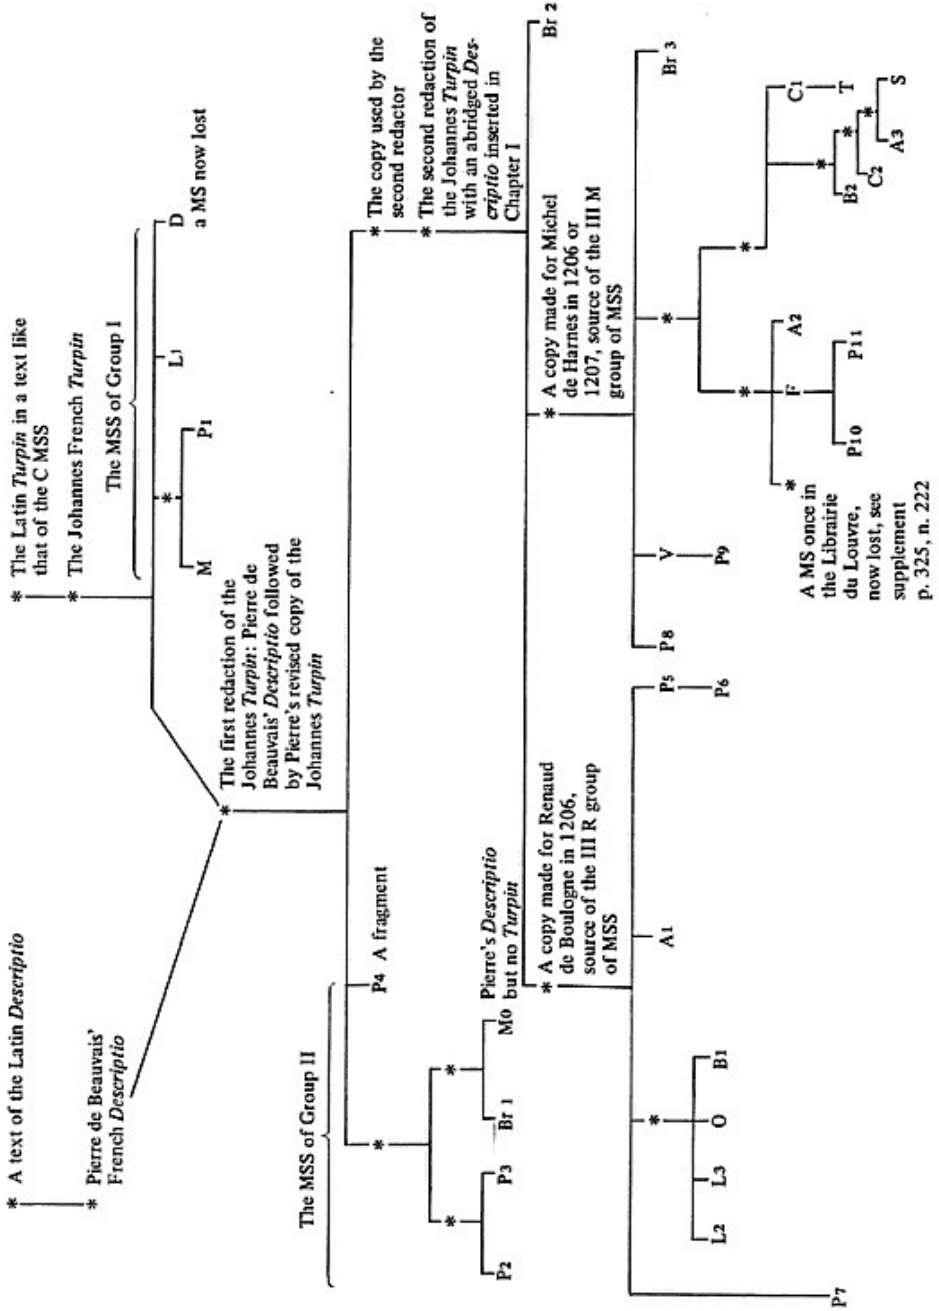 * A text of the Latin Descriptio
* Pierre de Beauvais'
French Descriptio
* The Latin Turpin in a text like
that of the C MSS
* The Johannes French Turpin
The MSS of Group I
*
M
P1
L1
D
a MS now lost
* The first redaction of the
Johannes Turpin: Pierre de
Beauvais' Descriptio followed
by Pierre's revised copy of the
Johannes Turpin
The MSS of Group II
*
*
*
P2
P3
Br 1
Mo
Pierre's Descriptio
but no Turpin
P4 A fragment
* The copy used by the
second redactor
* The second redaction of
the Johannes Turpin
with an abridged Des-
criptio inserted in
Chapter I
* A copy made for Renaud
de Boulogne in 1206,
source of the III R group
of MSS
* A copy made for Michel
de Harnes in 1206 or
1207, source of the III M
group of MSS
Br 2
P7
*
L2
L3
O
B1
A1
P5
P6
P8
V
P9
*
Br 3
*
*
*
A MS once in
the Librairie
du Louvre,
now lost, see
supplement
p. 325, n. 222
F
A2
P10
P11
*
C1
T
B2
*
C2
*
A3
S